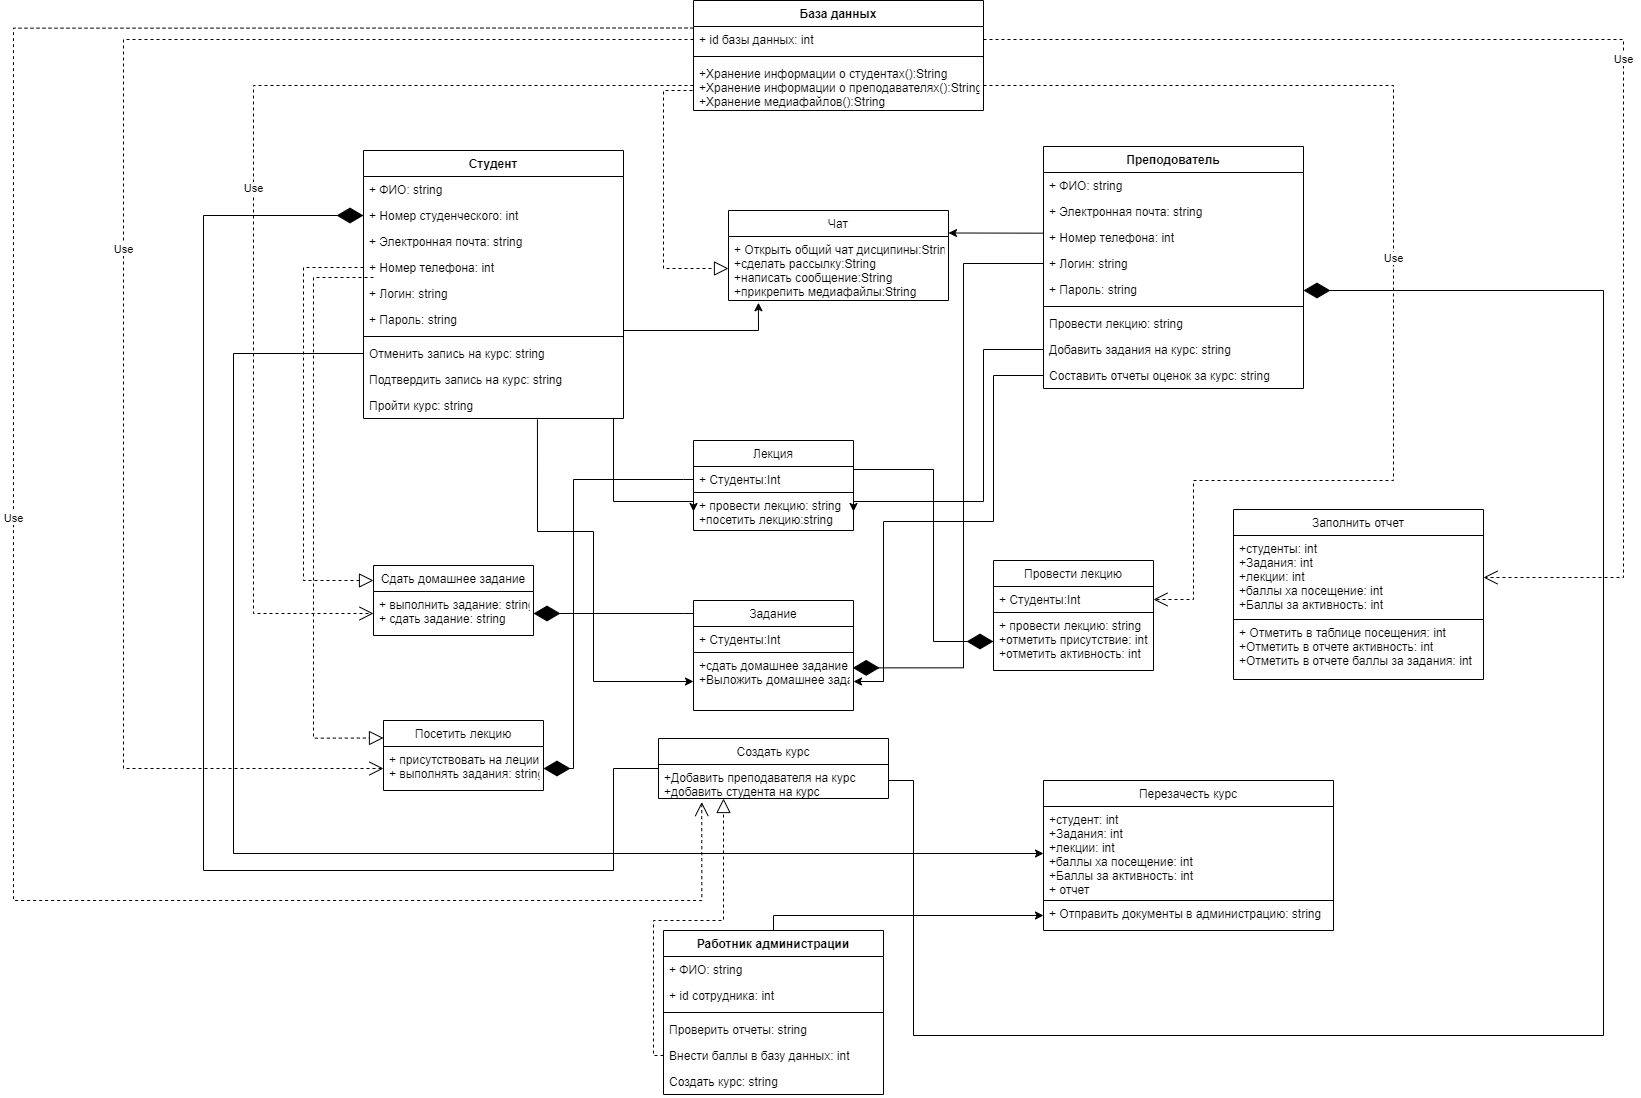 База данных
+ id базы данных: int
+Хранение информации о студентах():String
+Хранение информации о преподавателях():String
+Хранение медиафайлов():String
Use
Use
Use
Use
Use
Студент
+ ФИО: string
+ Номер студенческого: int
+ Электронная почта: string
+ Номер телефона: int
+ Логин: string
+ Пароль: string
Отменить запись на курс: string
Подтвердить запись на курс: string
Пройти курс: string
Чат
+ Открыть общий чат дисциплины:Strin
+сделать рассылку:String
+написать сообщение:String
+прикрепить медиафайлы:String
Преподователь
+ ФИО: string
+ Электронная почта: string
+ Номер телефона: int
+ Логин: string
+ Пароль: string
Провести лекцию: string
Добавить задания на курс: string
Составить отчеты оценок за курс: string
Лекция
+ Студенты:Int
+ провести лекцию: string
+посетить лекцию:string
Сдать домашнее задание
+ выполнить задание: string
+ сдать задание: string
Задание
+ Студенты:Int
+сдать домашнее задание
+Выложить домашнее зада
Провести лекцию
+ Студенты:Int
+ провести лекцию: string
+отметить присутствие: int
+отметить активность: int
Заполнить отчет
+студенты: int
+Задания: int
+лекции: int
+баллы ха посещение: int
+Баллы за активность: int
+ Отметить в таблице посещения: int
+Отметить в отчете активность: int
+Отметить в отчете баллы за задания: int
Посетить лекцию
+ присутствовать на леции
+ выполнять задания: string
Создать курс
+Добавить преподавателя на курс
+добавить студента на курс
Перезачесть курс
+студент: int
+Задания: int
+лекции: int
+баллы ха посещение: int
+Баллы за активность: int
+ отчет
+ Отправить документы в администрацию: string
Работник администрации
+ ФИО: string
+ id сотрудника: int
Проверить отчеты: string
Внести баллы в базу данных: int
Создать курс: string